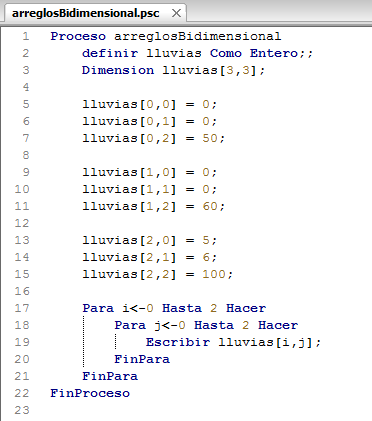 arreglosBidimensional.psc X
1 Proceso arreglosBidimensional
2 definir lluvias Como Entero;;
3 Dimension lluvias[3,3];
4
5 lluvias[0,0] = 0;
6 lluvias[0,1] = 0;
7 lluvias[0,2] = 50;
8
9 lluvias[1,0] = 0;
10 lluvias[1,1] = 0;
11 lluvias[1,2] = 60;
12
13 lluvias[2,0] = 5;
14 lluvias[2,1] = 6;
15 lluvias[2,2] = 100;
16
17 Para i<-0 Hasta 2 Hacer
18 Para j<-0 Hasta 2 Hacer
19 Escribir lluvias[i,j];
20 FinPara
21 FinPara
22 FinProceso
23